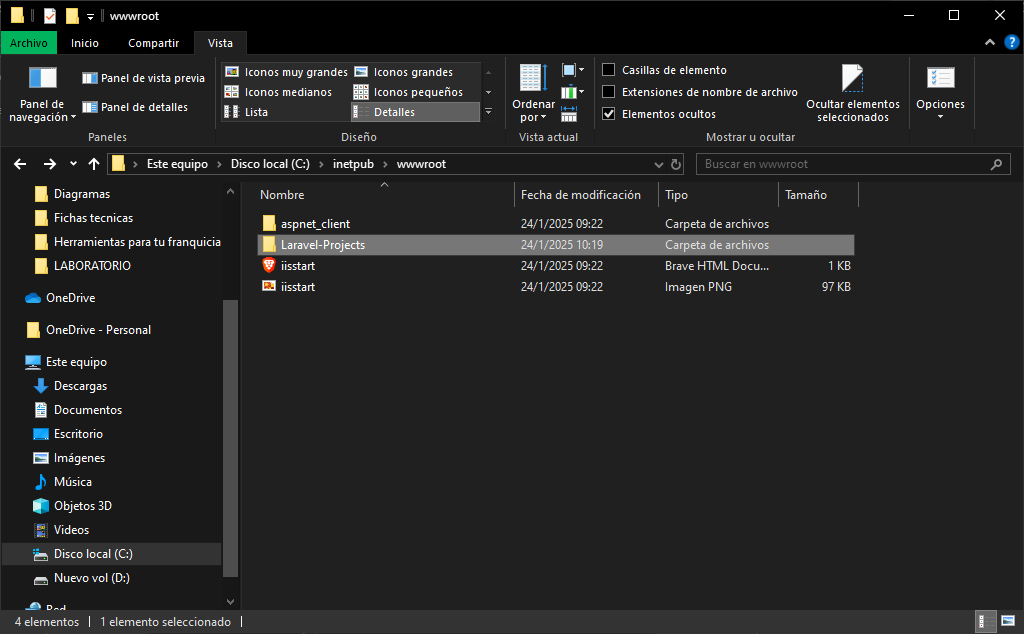 wwwroot
Archivo Inicio Compartir Vista
Panel de navegación
Panel de vista previa
Panel de detalles
Paneles
Iconos muy grandes Iconos grandes
Iconos medianos Iconos pequeños
Lista Detalles
Diseño
Ordenar por
Vista actual
Casillas de elemento
Extensiones de nombre de archivo
Elementos ocultos
Ocultar elementos seleccionados
Mostrar u ocultar
Opciones
Este equipo > Disco local (C:) > inetpub > wwwroot
Buscar en wwwroot
Diagramas
Fichas tecnicas
Herramientas para tu franquicia
LABORATORIO
OneDrive
OneDrive - Personal
Este equipo
Descargas
Documentos
Escritorio
Imágenes
Música
Objetos 3D
Videos
Disco local (C:)
Nuevo vol (D:)
Red
Nombre Fecha de modificación Tipo Tamaño
aspnet_client 24/1/2025 09:22 Carpeta de archivos
Laravel-Projects 24/1/2025 10:19 Carpeta de archivos
iisstart 24/1/2025 09:22 Brave HTML Docu... 1 KB
iisstart 24/1/2025 09:22 Imagen PNG 97 KB
4 elementos 1 elemento seleccionado